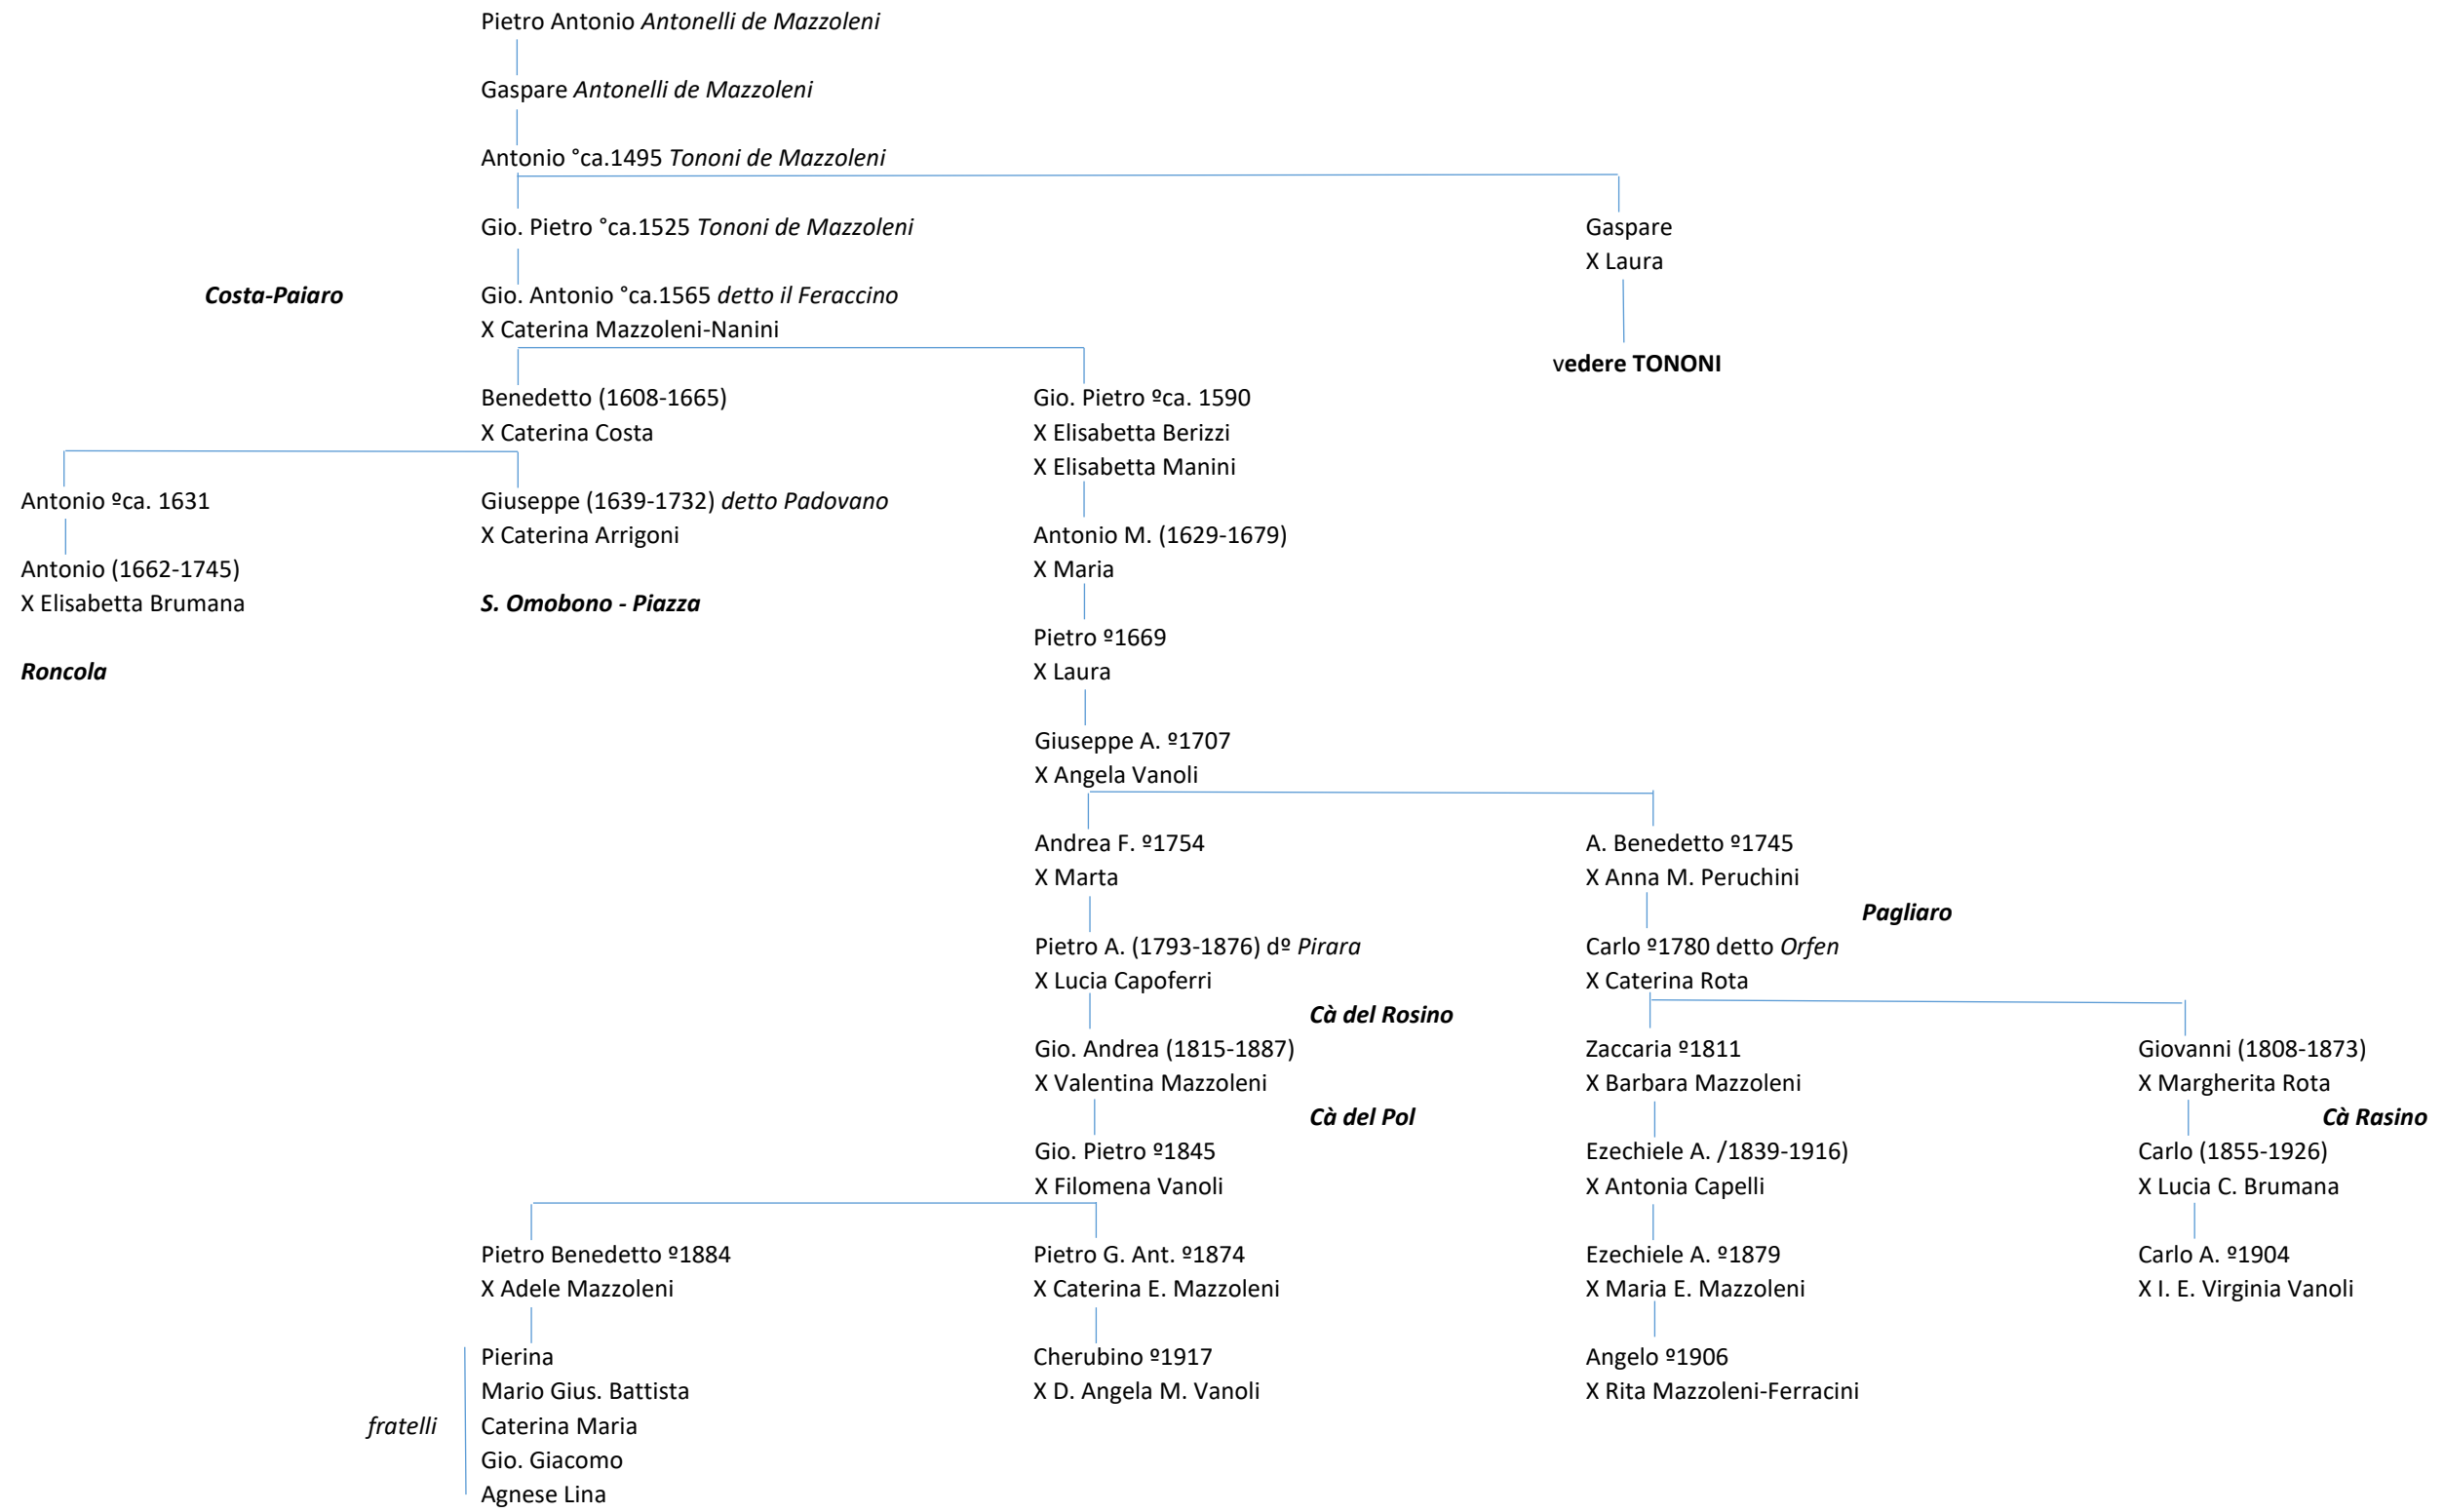 Pietro Antonio Antonelli de Mazzoleni
Gaspare Antonelli de Mazzoleni
Antonio °ca.1495 Tononi de Mazzoleni
Gio. Pietro °ca.1525 Tononi de Mazzoleni
Gaspare
X Laura
Costa-Paiaro
Gio. Antonio °ca.1565 detto il Feraccino
X Caterina Mazzoleni-Nanini
vedere TONONI
Benedetto (1608-1665)
X Caterina Costa
Gio. Pietro ºca. 1590
X Elisabetta Berizzi
X Elisabetta Manini
Antonio ºca. 1631
Giuseppe (1639-1732) detto Padovano
X Caterina Arrigoni
Antonio M. (1629-1679)
X Maria
Antonio (1662-1745)
X Elisabetta Brumana
S. Omobono - Piazza
Pietro º1669
X Laura
Roncola
Giuseppe A. º1707
X Angela Vanoli
Andrea F. º1754
X Marta
A. Benedetto º1745
X Anna M. Peruchini
Pagliaro
Pietro A. (1793-1876) dº Pirara
X Lucia Capoferri
Carlo º1780 detto Orfen
X Caterina Rota
Cà del Rosino
Gio. Andrea (1815-1887)
X Valentina Mazzoleni
Zaccaria º1811
X Barbara Mazzoleni
Giovanni (1808-1873)
X Margherita Rota
Cà del Pol
Cà Rasino
Gio. Pietro º1845
X Filomena Vanoli
Ezechiele A. /1839-1916)
X Antonia Capelli
Carlo (1855-1926)
X Lucia C. Brumana
Pietro Benedetto º1884
X Adele Mazzoleni
Pietro G. Ant. º1874
X Caterina E. Mazzoleni
Ezechiele A. º1879
X Maria E. Mazzoleni
Carlo A. º1904
X I. E. Virginia Vanoli
fratelli
Pierina
Mario Gius. Battista
Caterina Maria
Gio. Giacomo
Agnese Lina
Cherubino º1917
X D. Angela M. Vanoli
Angelo º1906
X Rita Mazzoleni-Ferracini